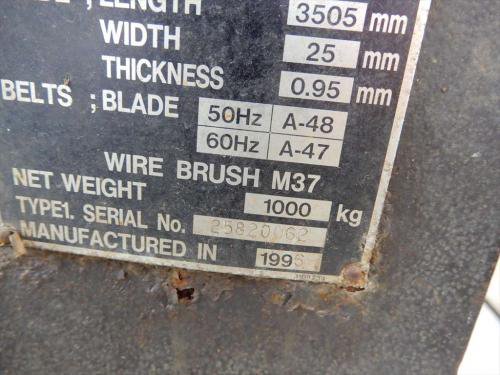 LENGTH 3505 mm
WIDTH 25 mm
THICKNESS 0.95 mm
BELTS ; BLADE 50Hz A-48
60Hz A-47
WIRE BRUSH M37
NET WEIGHT 1000 kg
TYPE1. SERIAL No. 25820062
MANUFACTURED IN 1996